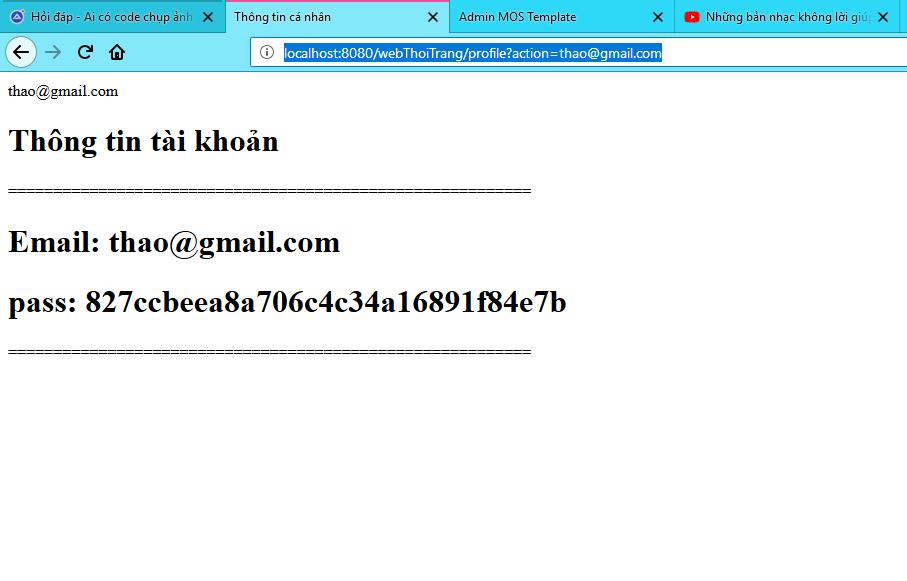 Hỏi đáp - Ai có code chụp ảnh
Thông tin cá nhân
Admin MOS Template
Những bản nhạc không lời giúp
localhost:8080/webThoiTrang/profile?action=thao@gmail.com
thao@gmail.com
Thông tin tài khoản
==========================================================
Email: thao@gmail.com
pass: 827ccbeea8a706c4c34a16891f84e7b
==========================================================